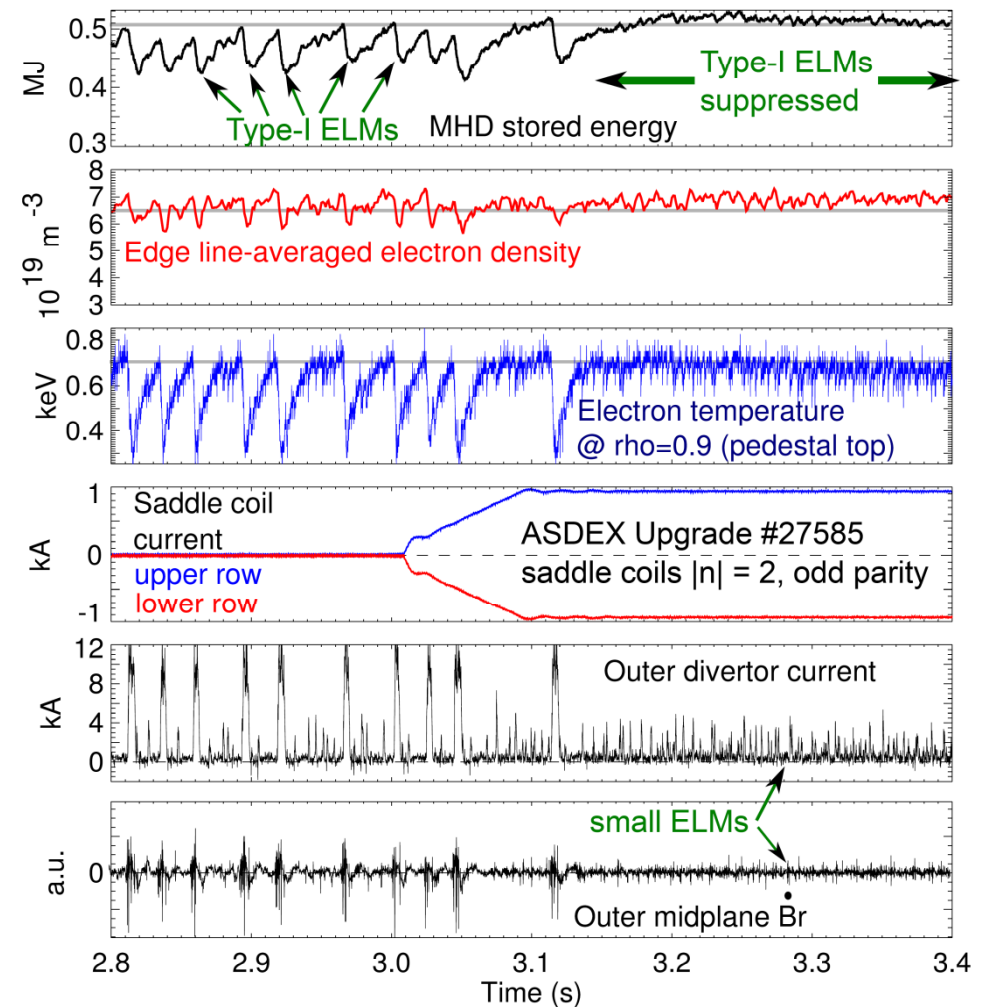 0.5
0.4
0.3
MJ
Type-I ELMs
MHD stored energy
Type-I ELMs
suppressed
8
7
6
5
4
3
10 19 m -3
Edge line-averaged electron density
0.8
0.6
0.4
keV
Electron temperature
@ rho=0.9 (pedestal top)
1
0
-1
kA
Saddle coil
current
upper row
lower row
ASDEX Upgrade #27585
saddle coils |n| = 2, odd parity
12
8
4
0
kA
Outer divertor current
small ELMs
0
a.u.
Outer midplane Ḃr
2.8 2.9 3.0 3.1 3.2 3.3 3.4
Time (s)